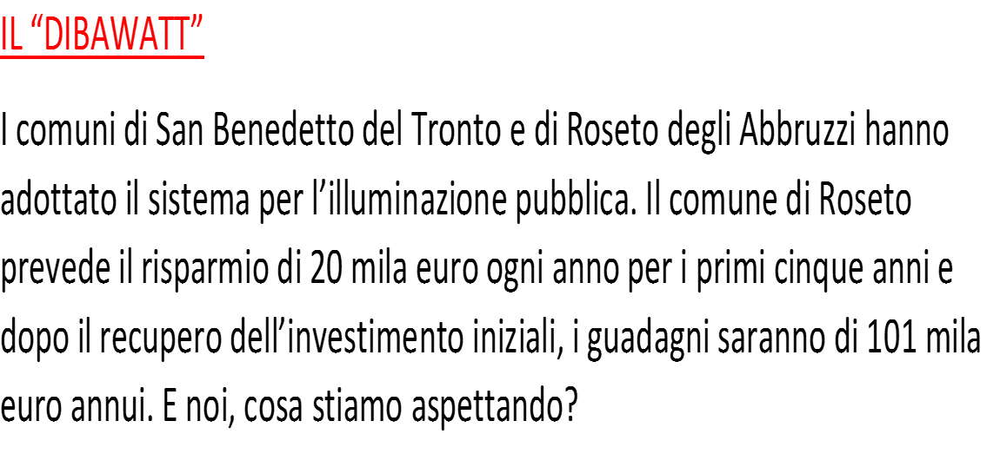 IL “DIBAWATT”
I comuni di San Benedetto del Tronto e di Roseto degli Abbruzzi hanno
adottato il sistema per l’illuminazione pubblica. Il comune di Roseto
prevede il risparmio di 20 mila euro ogni anno per i primi cinque anni e
dopo il recupero dell’investimento iniziali, i guadagni saranno di 101 mila
euro annui. E noi, cosa stiamo aspettando?